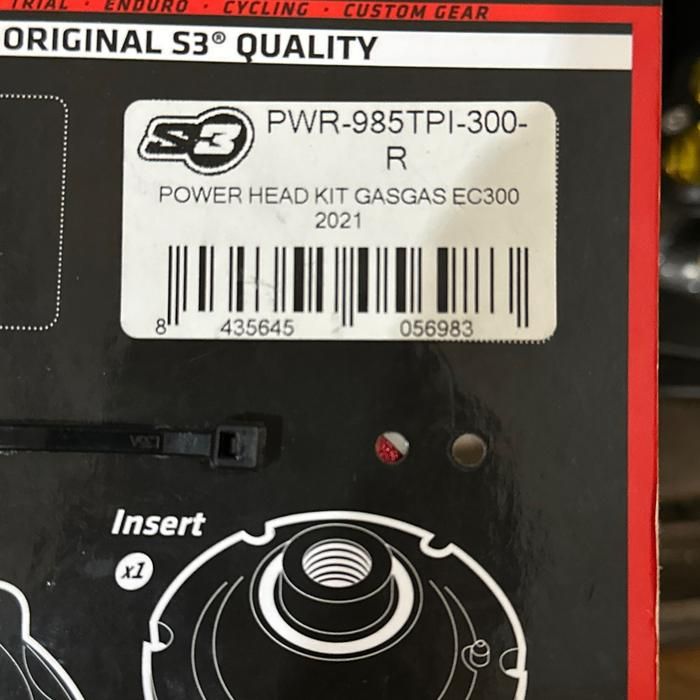 TRIAL · ENDURO · CYCLING · CUSTOM GEAR
ORIGINAL S3® QUALITY
S3
PWR-985TPI-300-
R
POWER HEAD KIT GASGAS EC300
2021
8 435645 056983
Insert
x1